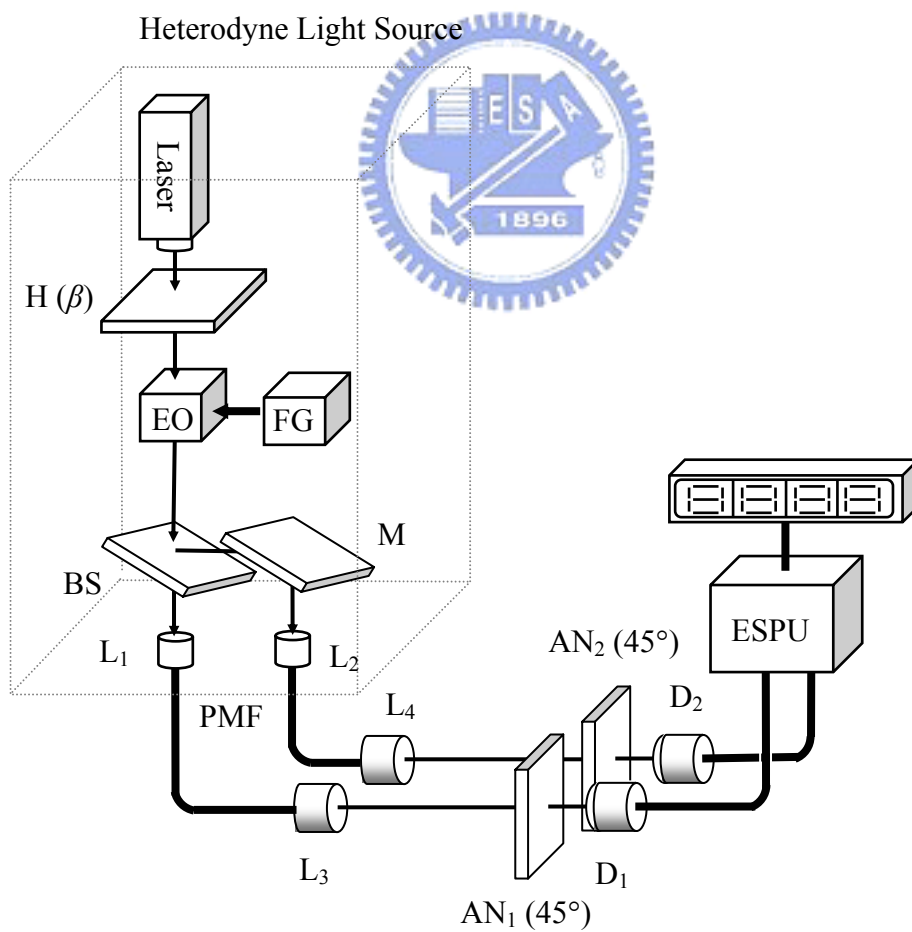 Heterodyne Light Source
E S A
1896
Laser
H (β)
EO
FG
M
BS
ESPU
AN₂ (45°)
L₁
L₂
PMF
L₄
D₂
L₃
D₁
AN₁ (45°)